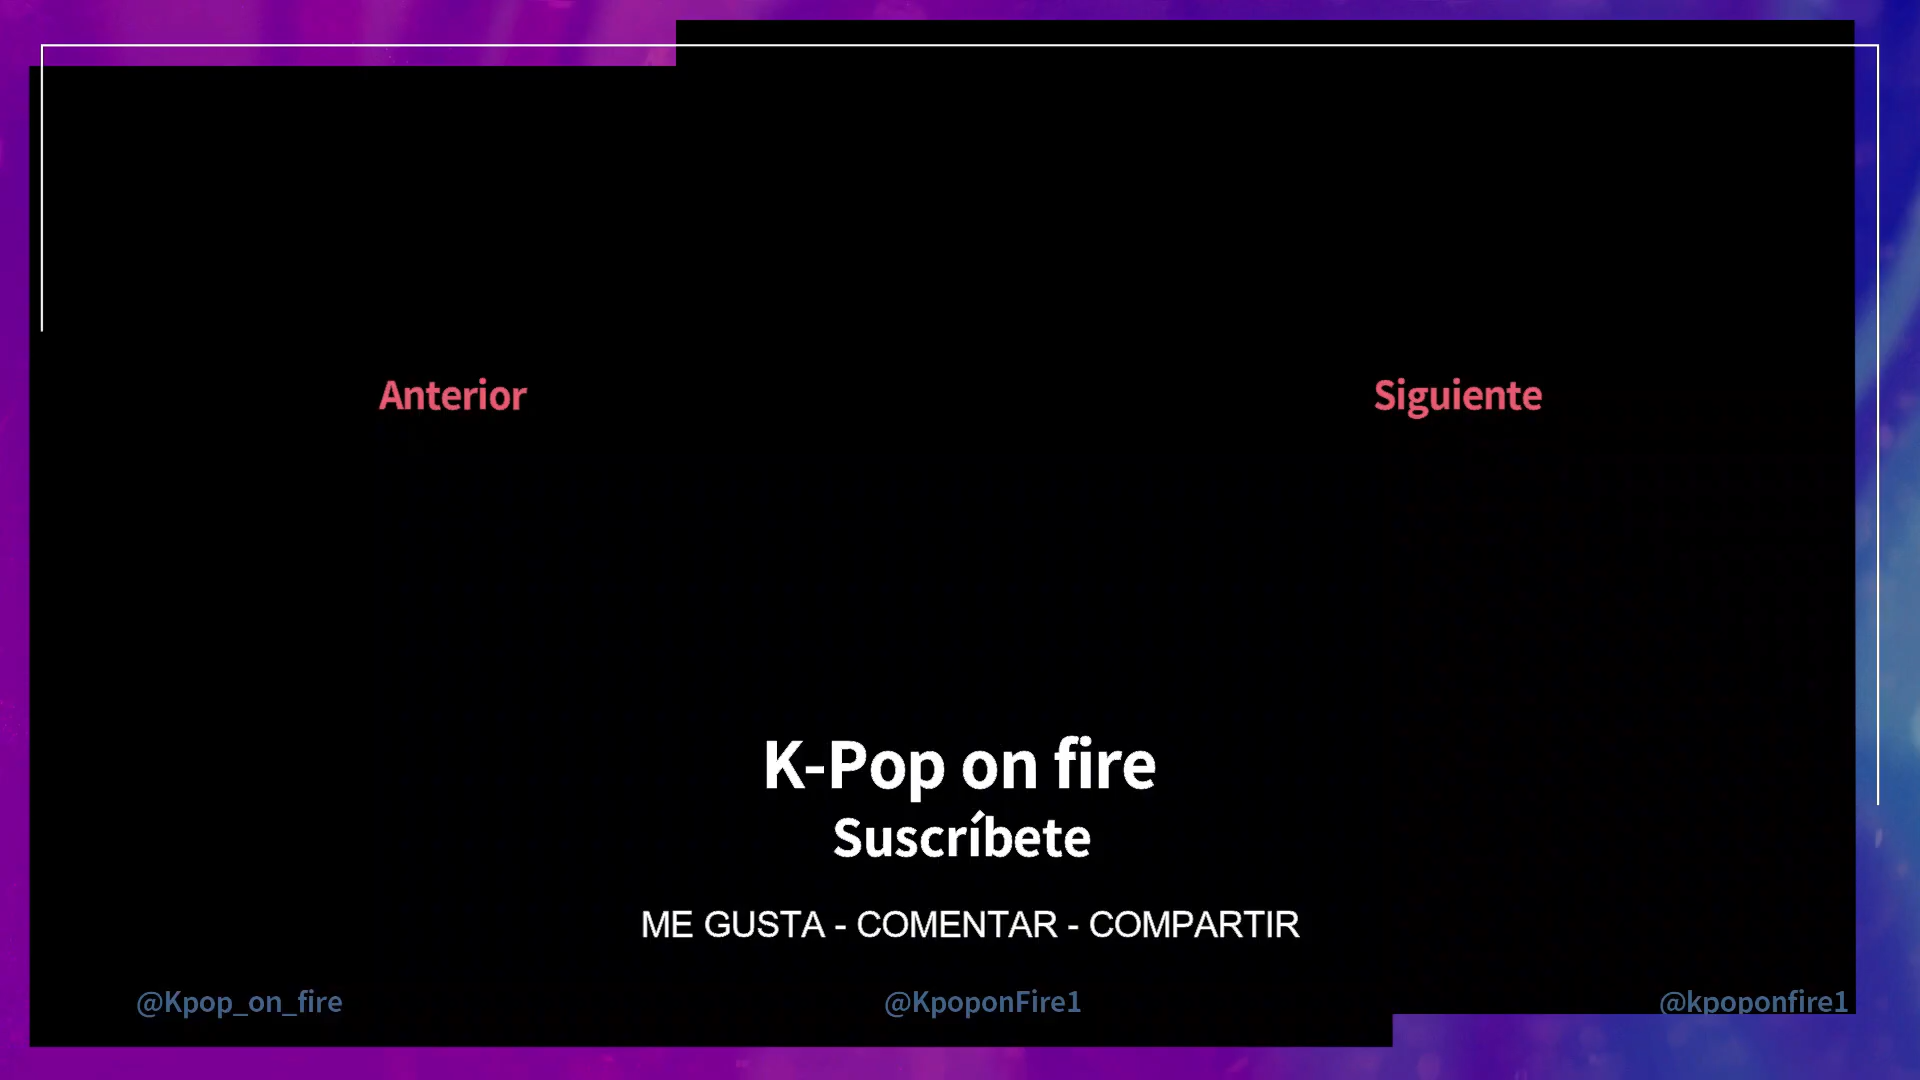 Anterior
Siguiente
K-Pop on fire
Suscríbete
ME GUSTA - COMENTAR - COMPARTIR
@Kpop_on_fire
@KpoponFire1
@kpoponfire1